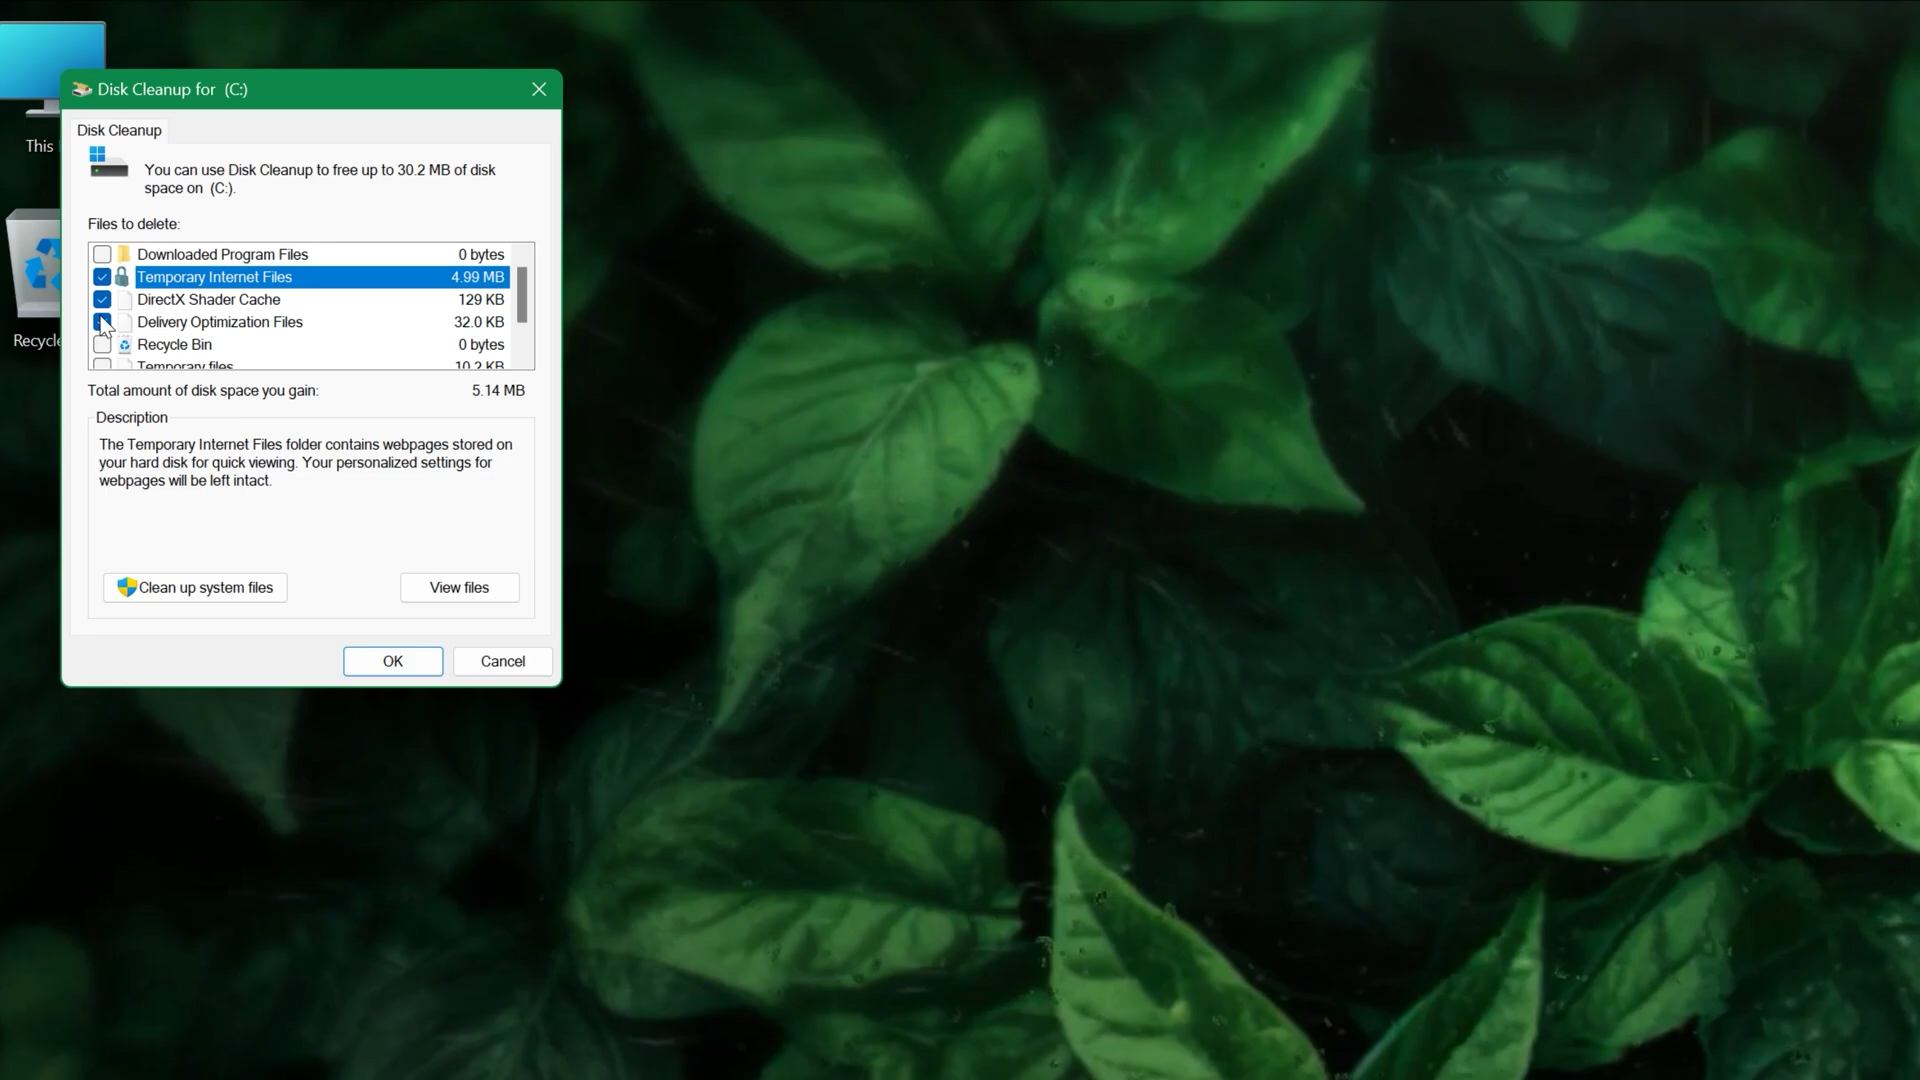 This
Recycle
Disk Cleanup for (C:)
Disk Cleanup
You can use Disk Cleanup to free up to 30.2 MB of disk
space on (C:).
Files to delete:
Downloaded Program Files 0 bytes
Temporary Internet Files 4.99 MB
DirectX Shader Cache 129 KB
Delivery Optimization Files 32.0 KB
Recycle Bin 0 bytes
Temporary files 10.2 KB
Total amount of disk space you gain: 5.14 MB
Description
The Temporary Internet Files folder contains webpages stored on
your hard disk for quick viewing. Your personalized settings for
webpages will be left intact.
Clean up system files View files
OK Cancel